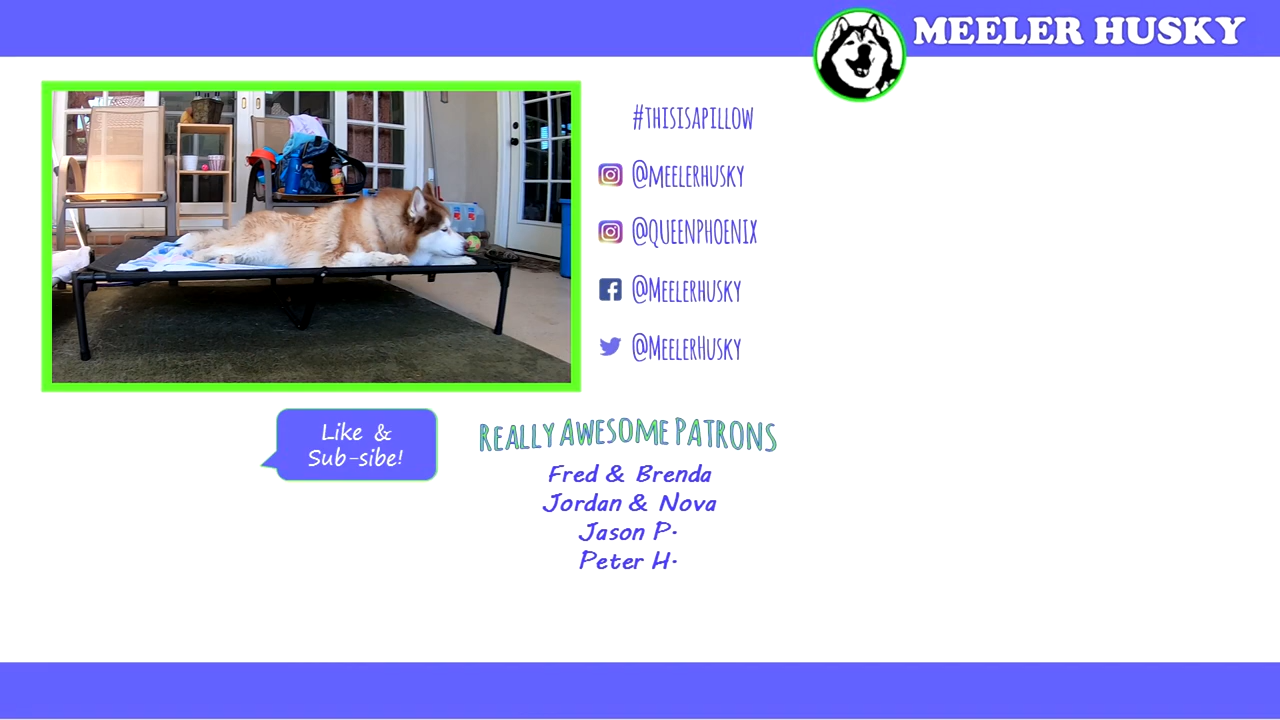 MEELER HUSKY
#THISISAPILLOW
@MEELERHUSKY
@QUEENPHOENIX
@MEELERHUSKY
@MEELERHUSKY
Like &
Sub-sibe!
REALLY AWESOME PATRONS
Fred & Brenda
Jordan & Nova
Jason P.
Peter H.